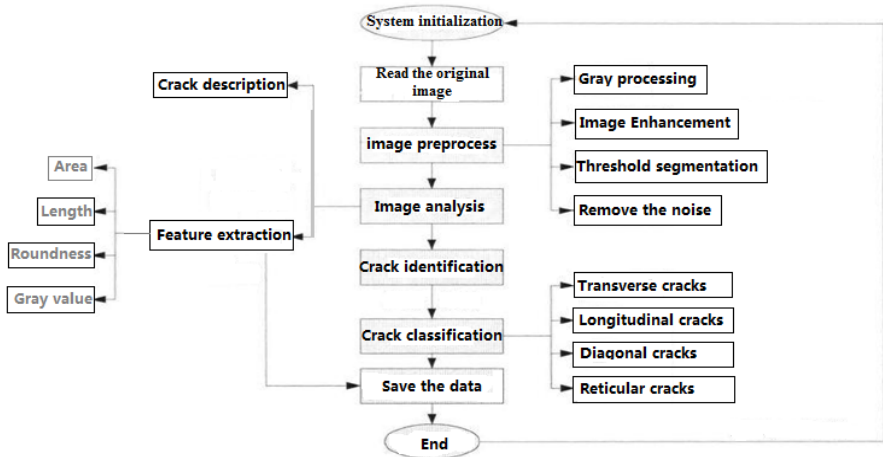 System initialization
Read the original
image
Crack description
Gray processing
Image Enhancement
image preprocess
Threshold segmentation
Area
Length
Image analysis
Remove the noise
Feature extraction
Roundness
Crack identification
Gray value
Transverse cracks
Longitudinal cracks
Crack classification
Diagonal cracks
Save the data
Reticular cracks
End